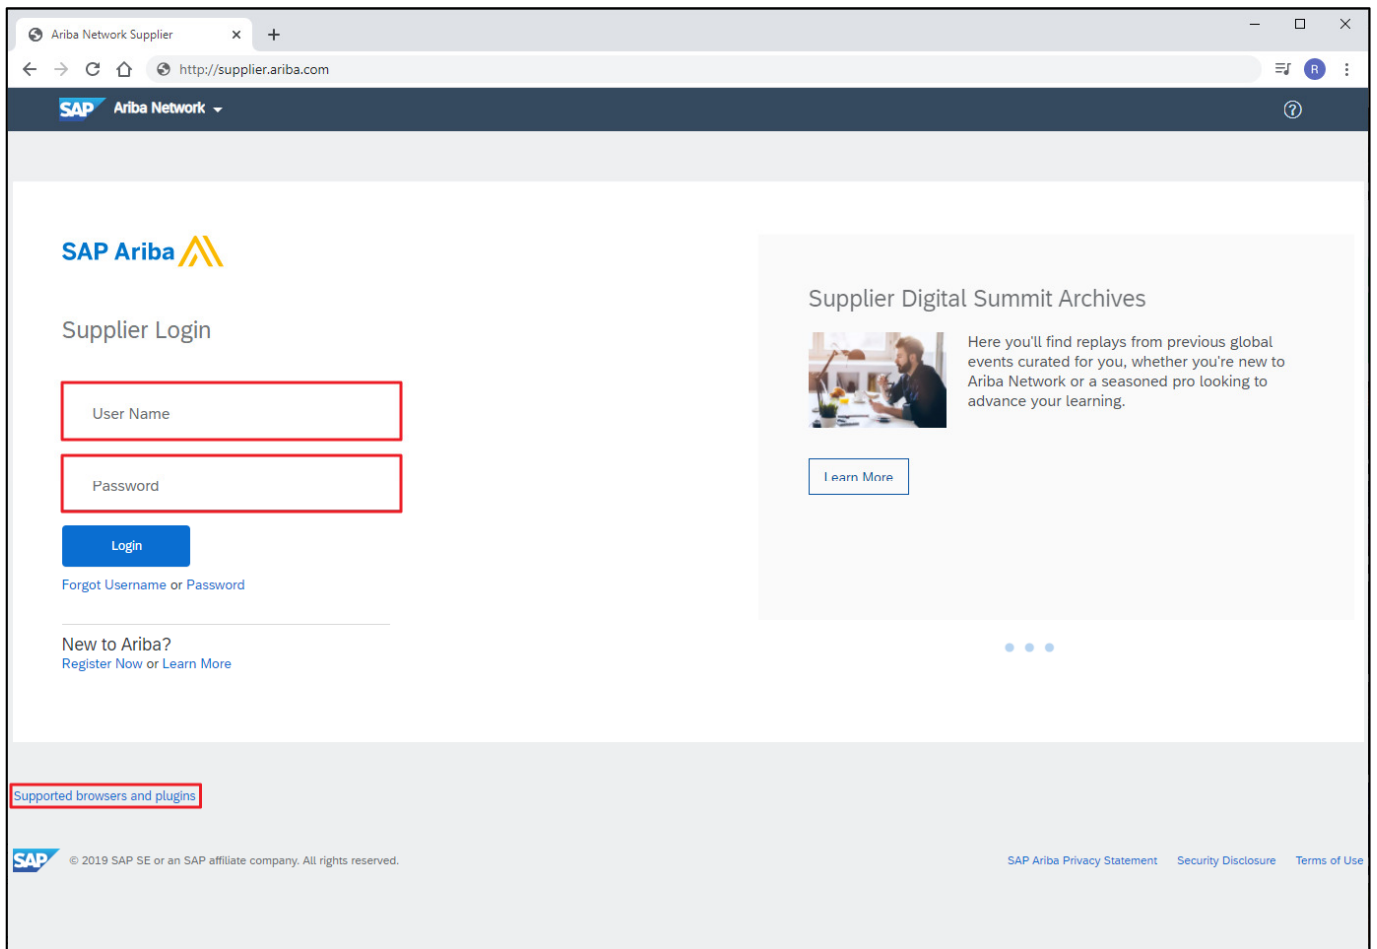 Ariba Network Supplier
http://supplier.ariba.com
R
SAP Ariba Network
SAP Ariba
Supplier Login
User Name
Password
Login
Forgot Username or Password
New to Ariba?
Register Now or Learn More
Supplier Digital Summit Archives
Here you'll find replays from previous global
events curated for you, whether you're new to
Ariba Network or a seasoned pro looking to
advance your learning.
Learn More
Supported browsers and plugins
SAP © 2019 SAP SE or an SAP affiliate company. All rights reserved.
SAP Ariba Privacy Statement Security Disclosure Terms of Use